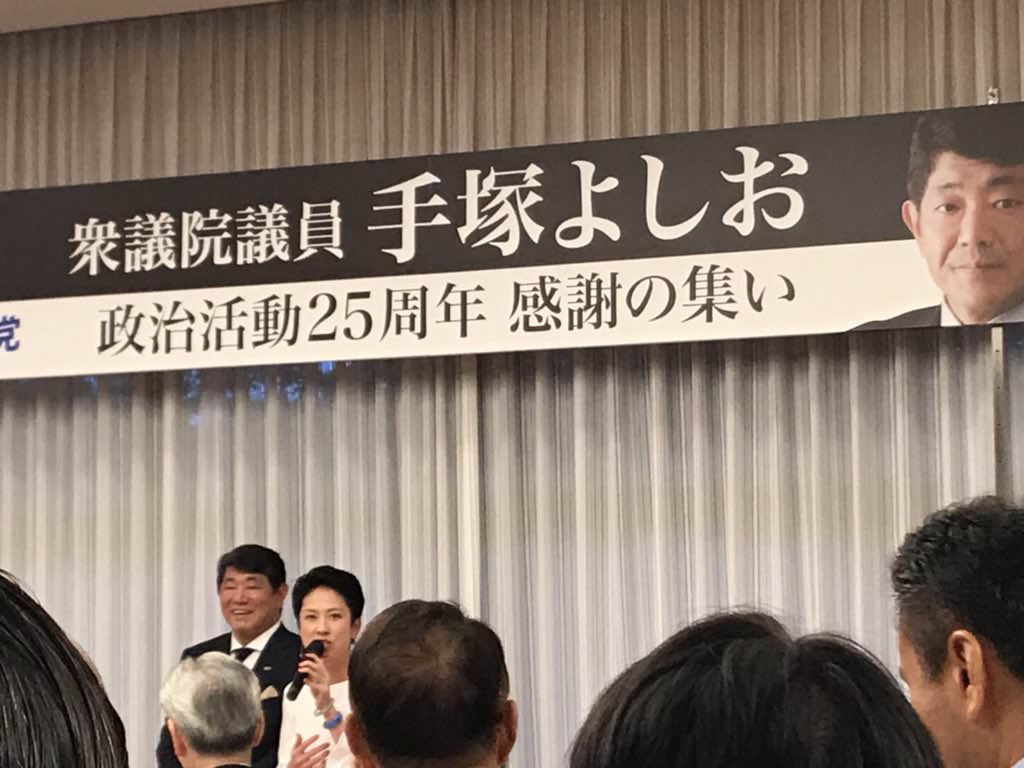 衆議院議員 手塚よしお
党 政治活動25周年 感謝の集い